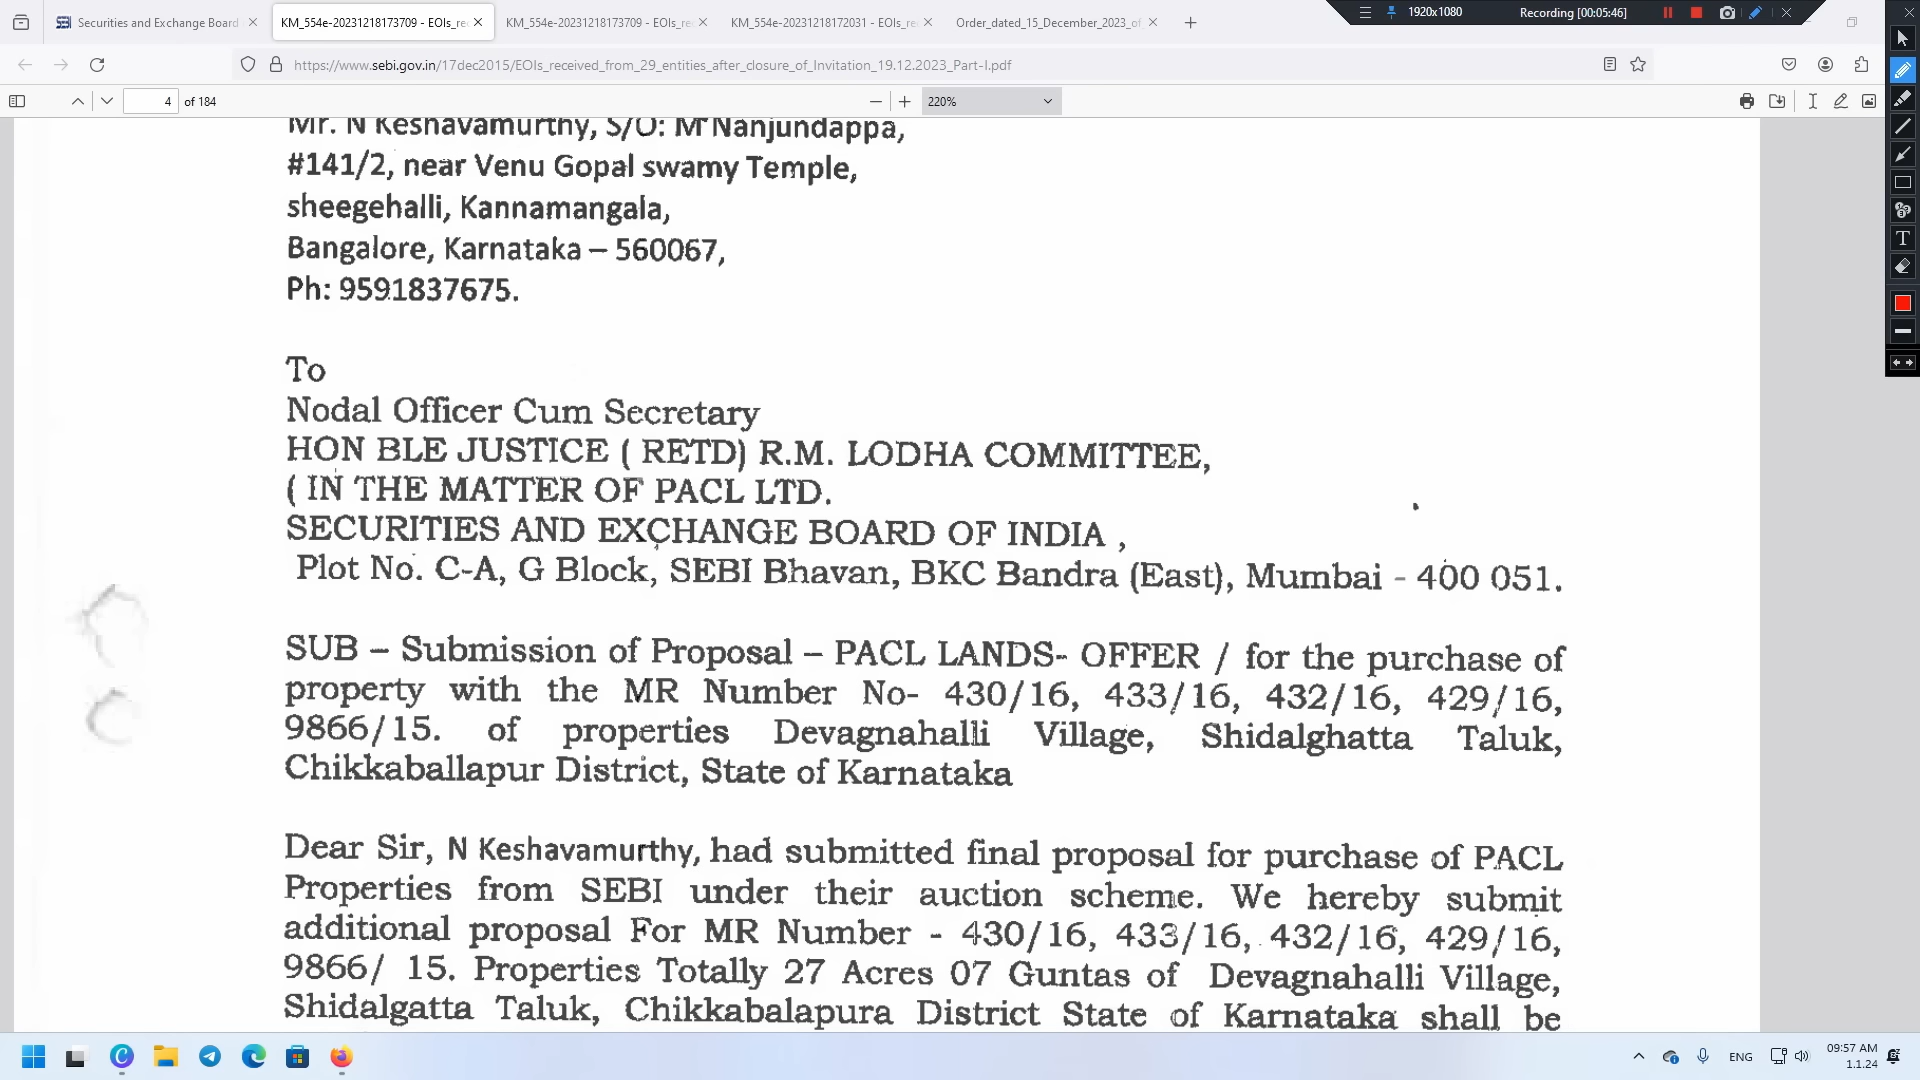 Securities and Exchange Board
KM_554e-20231218173709 - EOIs_re
KM_554e-20231218173709 - EOIs_re
KM_554e-20231218172031 - EOIs_re
Order_dated_15_December_2023_of
1920x1080
Recording [00:05:46]
https://www.sebi.gov.in/17dec2015/EOIs_received_from_29_entities_after_closure_of_Invitation_19.12.2023_Part-I.pdf
4 of 184
220%
Mr. N Keshavamurthy, S/O: M Nanjundappa,
#141/2, near Venu Gopal swamy Temple,
sheegehalli, Kannamangala,
Bangalore, Karnataka – 560067,
Ph: 9591837675.
To
Nodal Officer Cum Secretary
HON BLE JUSTICE ( RETD) R.M. LODHA COMMITTEE,
( IN THE MATTER OF PACL LTD.
SECURITIES AND EXCHANGE BOARD OF INDIA ,
Plot No. C-A, G Block, SEBI Bhavan, BKC Bandra (East), Mumbai - 400 051.
SUB – Submission of Proposal – PACL LANDS- OFFER / for the purchase of
property with the MR Number No- 430/16, 433/16, 432/16, 429/16,
9866/15. of properties Devagnahalli Village, Shidalghatta Taluk,
Chikkaballapur District, State of Karnataka
Dear Sir, N Keshavamurthy, had submitted final proposal for purchase of PACL
Properties from SEBI under their auction scheme. We hereby submit
additional proposal For MR Number - 430/16, 433/16, 432/16, 429/16,
9866/ 15. Properties Totally 27 Acres 07 Guntas of Devagnahalli Village,
Shidalgatta Taluk, Chikkabalapura District State of Karnataka shall be
ENG
09:57 AM
1.1.24